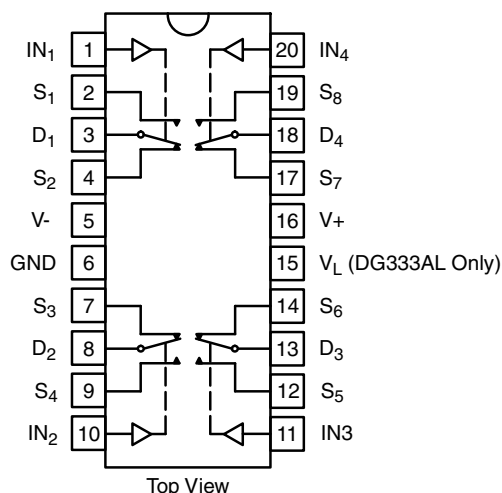 IN1 1 20 IN4
S1 2 19 S8
D1 3 18 D4
S2 4 17 S7
V- 5 16 V+
GND 6 15 VL (DG333AL Only)
S3 7 14 S6
D2 8 13 D3
S4 9 12 S5
IN2 10 11 IN3
Top View